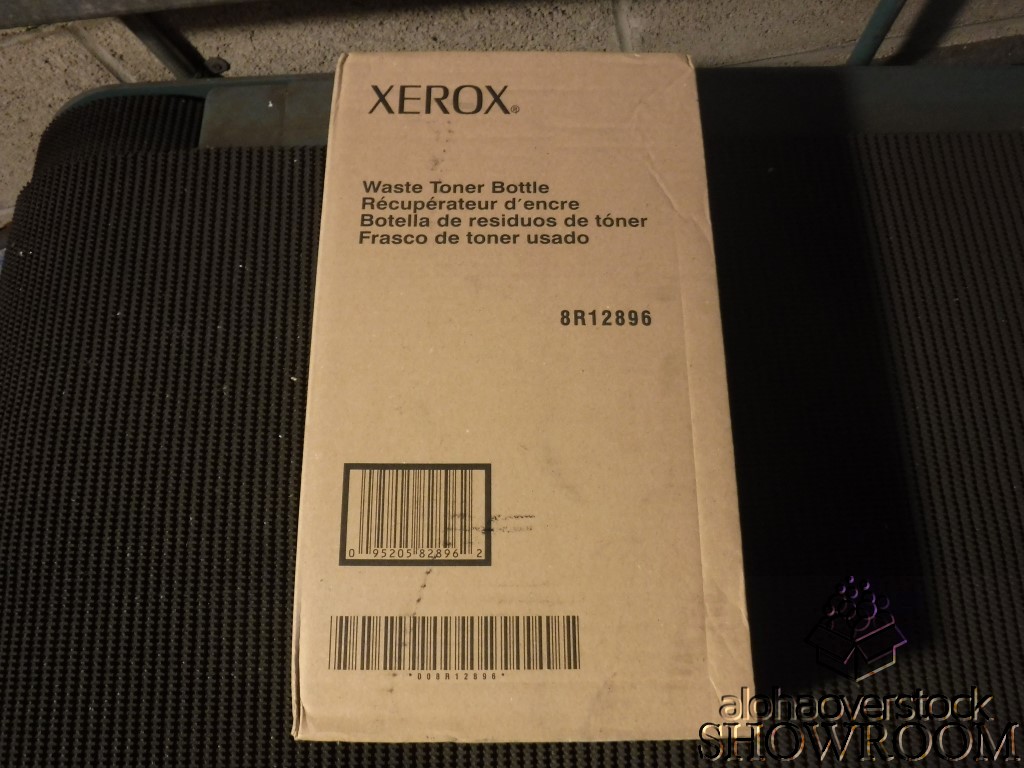 XEROX®
Waste Toner Bottle
Récupérateur d'encre
Botella de residuos de tóner
Frasco de toner usado
8R12896
0 95205 82896 2
*008R12896*
alphaoverstock
SHOWROOM